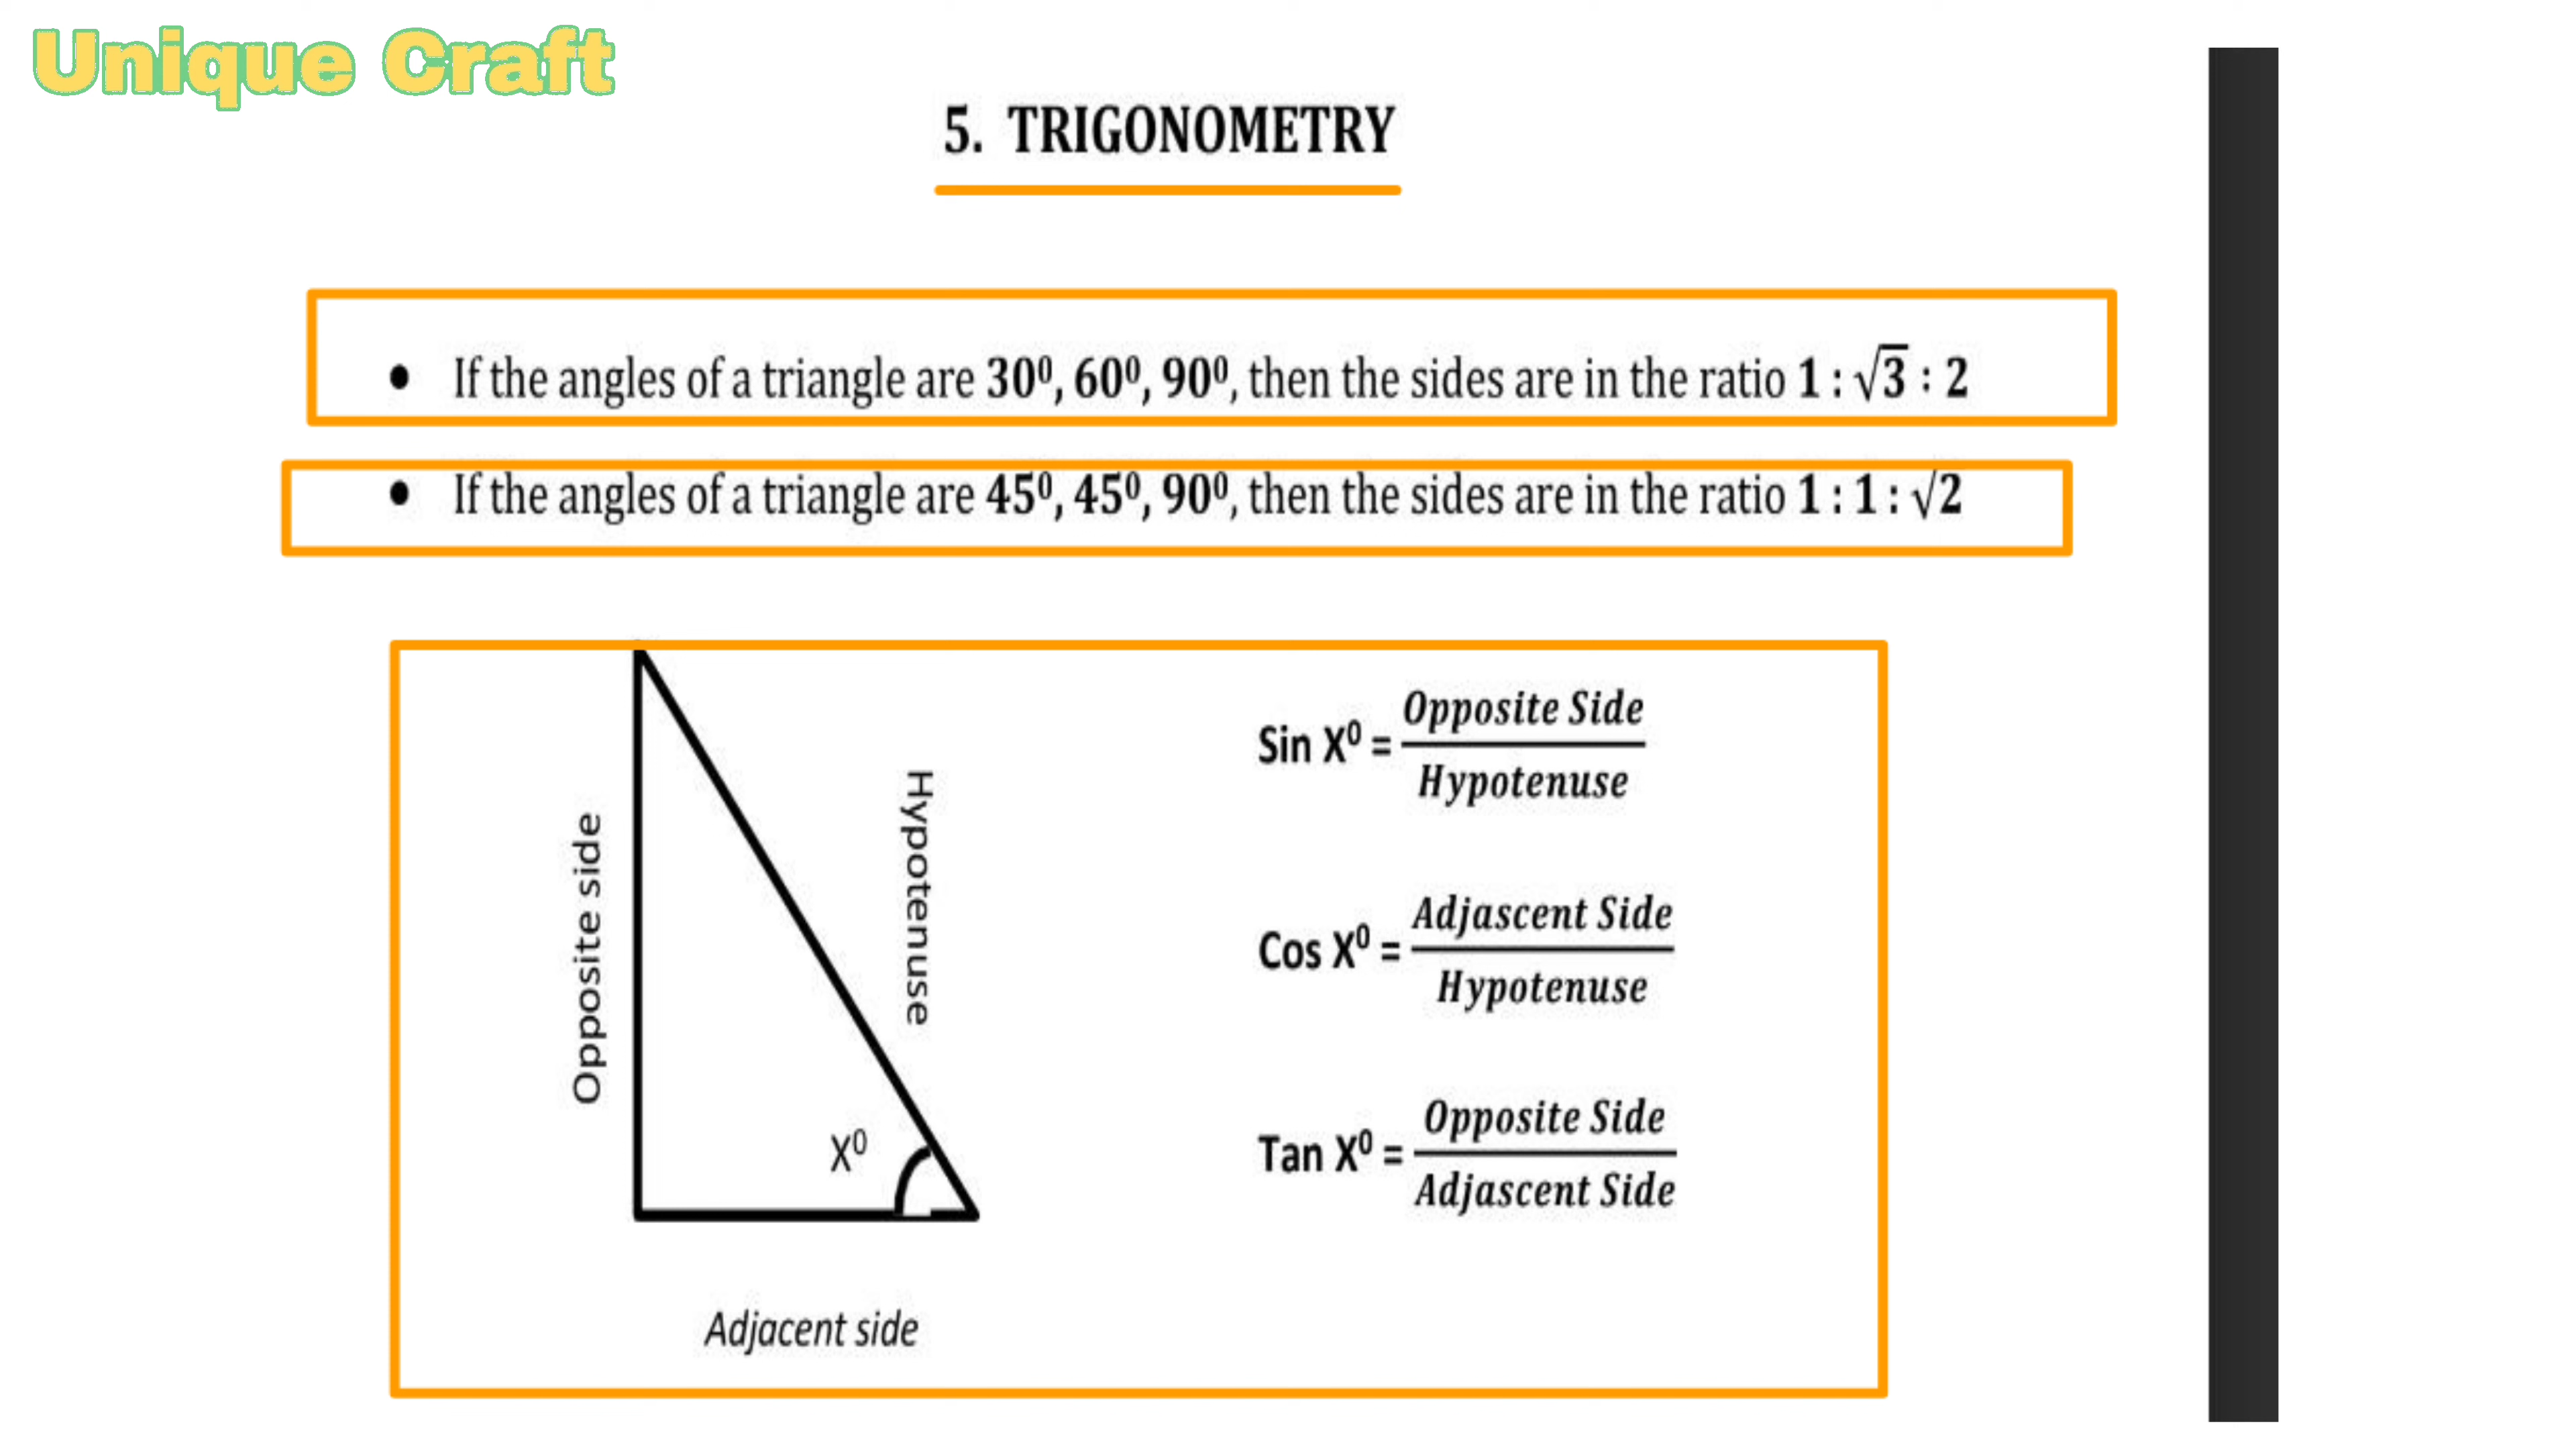 Unique Craft
5. TRIGONOMETRY
• If the angles of a triangle are 30⁰, 60⁰, 90⁰, then the sides are in the ratio 1 : √3 : 2
• If the angles of a triangle are 45⁰, 45⁰, 90⁰, then the sides are in the ratio 1 : 1 : √2
Opposite side
Hypotenuse
X⁰
Adjacent side
Sin X⁰ = Opposite Side / Hypotenuse
Cos X⁰ = Adjascent Side / Hypotenuse
Tan X⁰ = Opposite Side / Adjascent Side